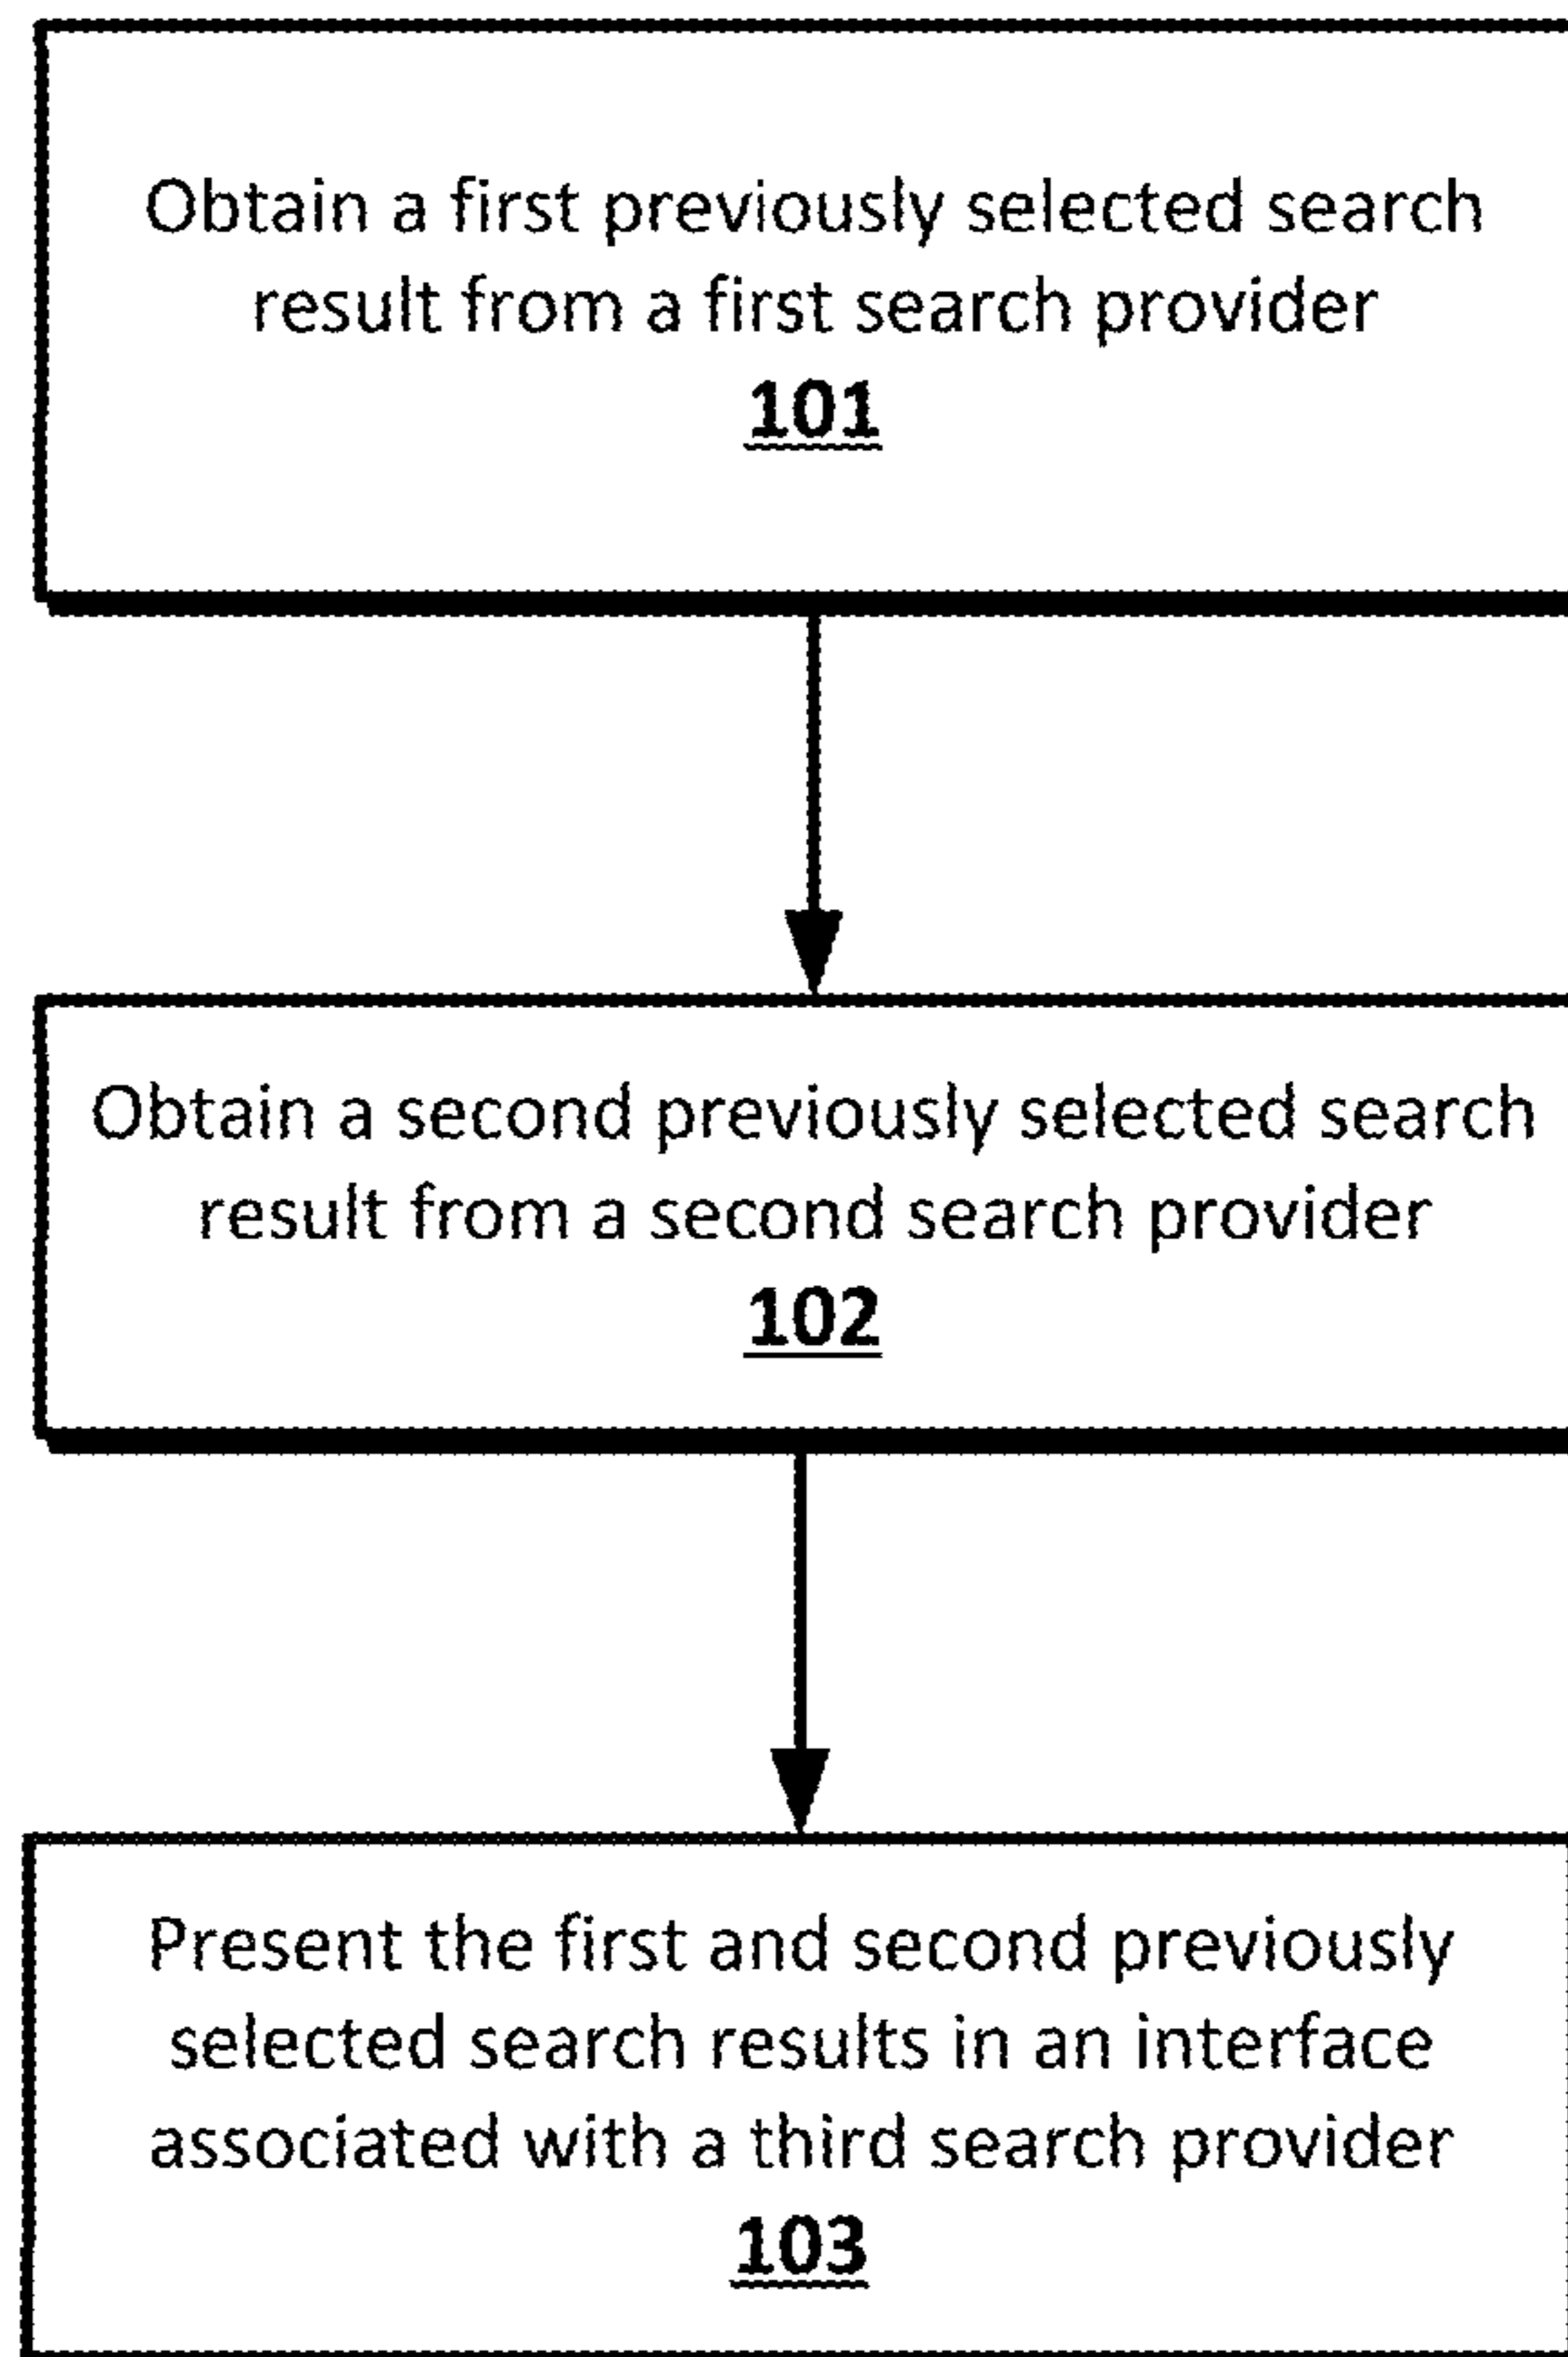 Obtain a first previously selected search
result from a first search provider
101
Obtain a second previously selected search
result from a second search provider
102
Present the first and second previously
selected search results in an interface
associated with a third search provider
103